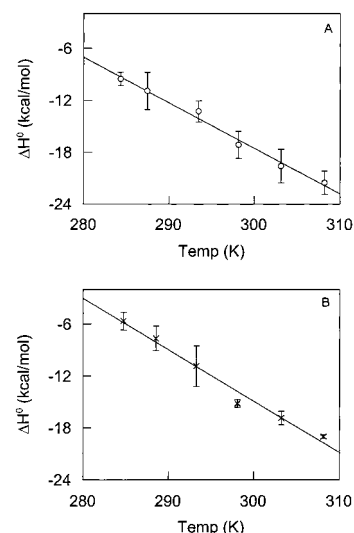 A
-6
-12
-18
-24
280 290 300 310
ΔH⁰ (kcal/mol)
Temp (K)
B
-6
-12
-18
-24
280 290 300 310
ΔH⁰ (kcal/mol)
Temp (K)